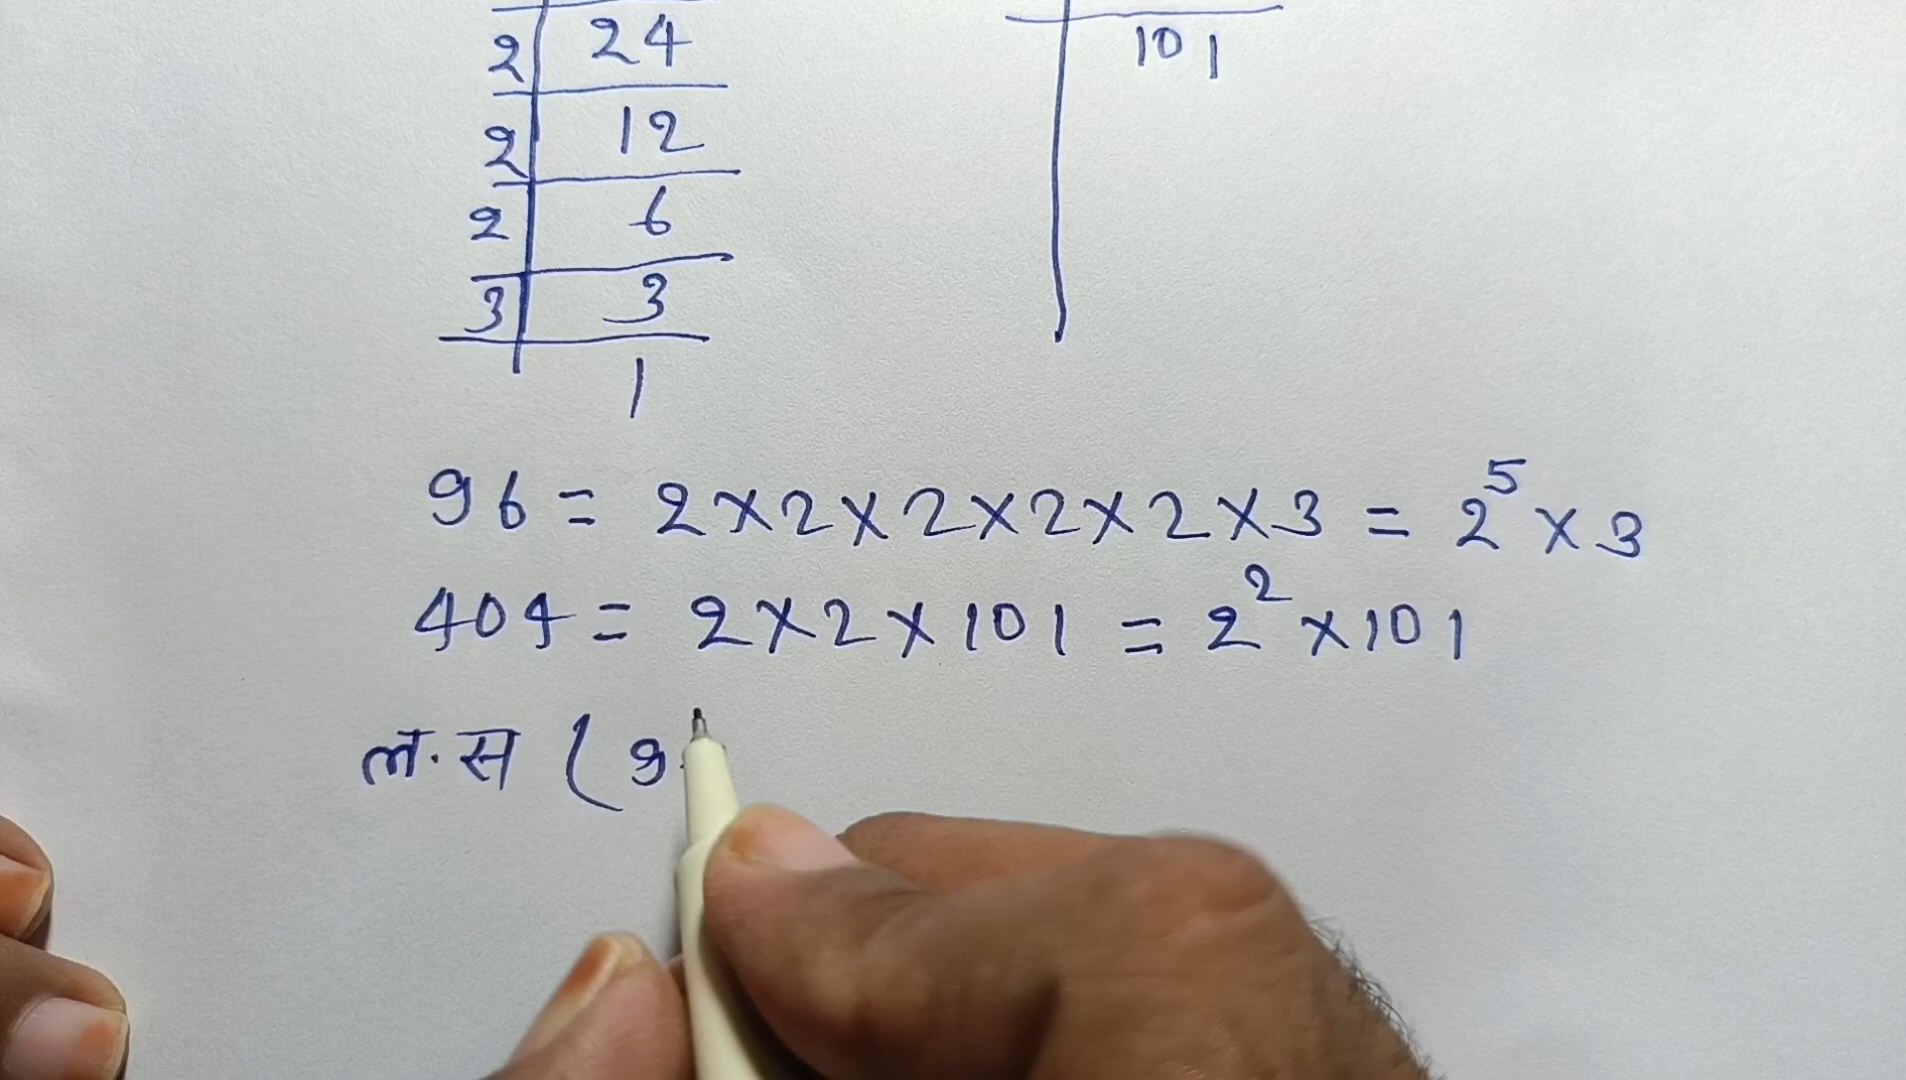 2 24 101
2 12
2 6
3 3
1
96 = 2×2×2×2×2×3 = 2⁵×3
404 = 2×2×101 = 2²×101
ल.स (9